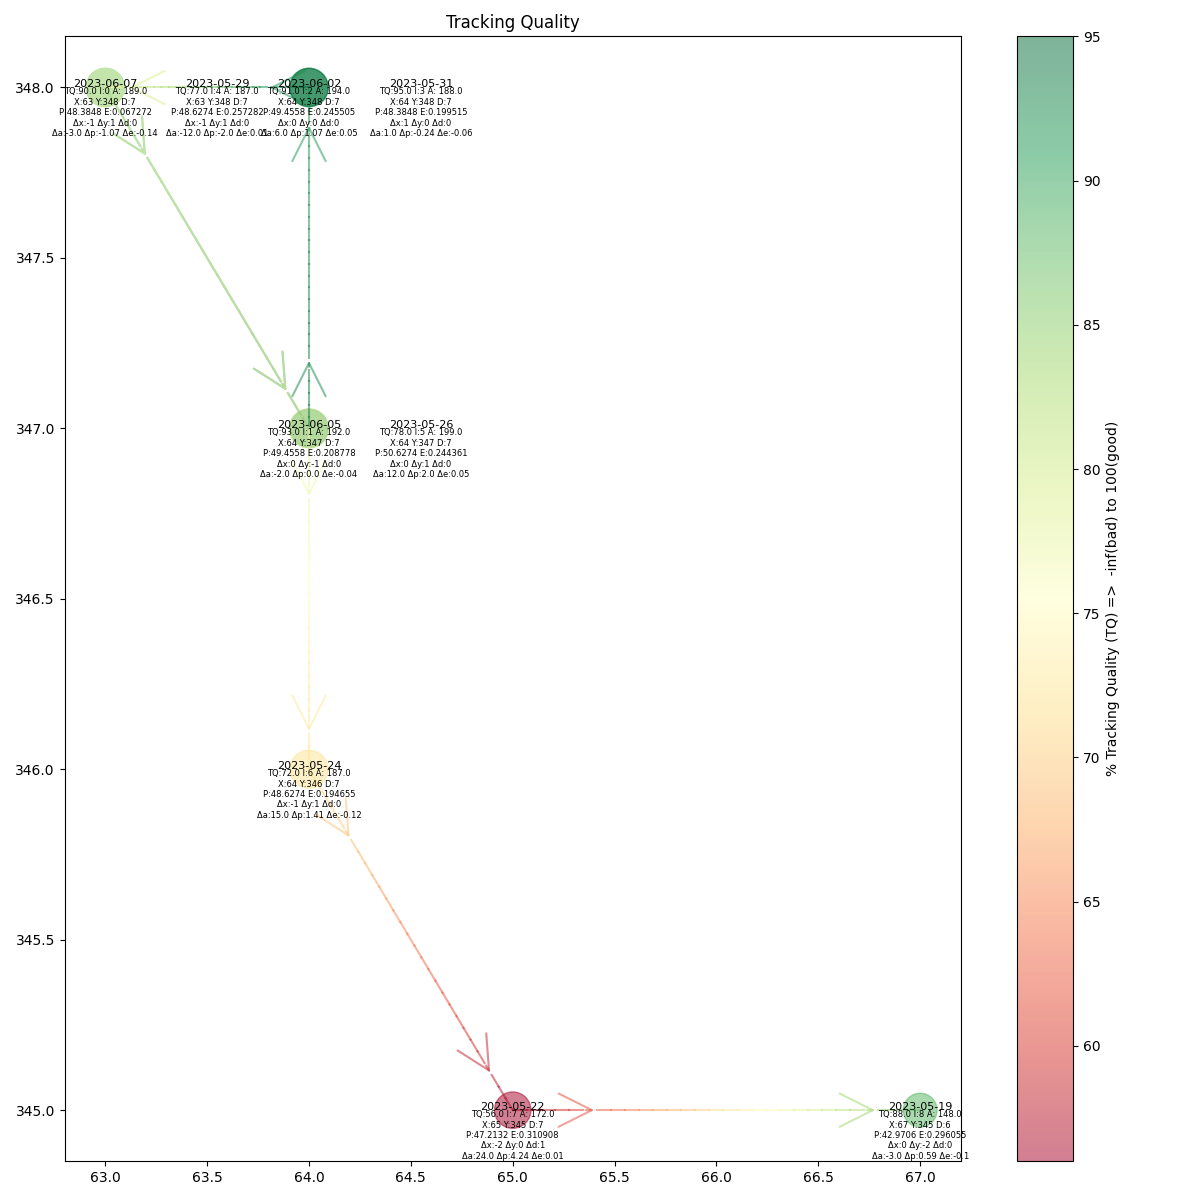 Tracking Quality
348.0
347.5
347.0
346.5
346.0
345.5
345.0
63.0 63.5 64.0 64.5 65.0 65.5 66.0 66.5 67.0
2023-06-07
TQ:90.0 I:0 A: 189.0
X:63 Y:348 D:7
P:48.3848 E:0.067272
Δx:-1 Δy:1 Δd:0
Δa:-3.0 Δp:-1.07 Δe:-0.14
2023-05-29
TQ:77.0 I:4 A: 187.0
X:63 Y:348 D:7
P:48.6274 E:0.257282
Δx:-1 Δy:1 Δd:0
Δa:-12.0 Δp:-2.0 Δe:0.01
2023-06-02
TQ:91.0 I:2 A: 194.0
X:64 Y:348 D:7
P:49.4558 E:0.245505
Δx:0 Δy:0 Δd:0
Δa:6.0 Δp:1.07 Δe:0.05
2023-05-31
TQ:95.0 I:3 A: 188.0
X:64 Y:348 D:7
P:48.3848 E:0.199515
Δx:1 Δy:0 Δd:0
Δa:1.0 Δp:-0.24 Δe:-0.06
2023-06-05
TQ:93.0 I:1 A: 192.0
X:64 Y:347 D:7
P:49.4558 E:0.208778
Δx:0 Δy:-1 Δd:0
Δa:-2.0 Δp:0.0 Δe:-0.04
2023-05-26
TQ:78.0 I:5 A: 199.0
X:64 Y:347 D:7
P:50.6274 E:0.244361
Δx:0 Δy:1 Δd:0
Δa:12.0 Δp:2.0 Δe:0.05
2023-05-24
TQ:72.0 I:6 A: 187.0
X:64 Y:346 D:7
P:48.6274 E:0.194655
Δx:-1 Δy:1 Δd:0
Δa:15.0 Δp:1.41 Δe:-0.12
2023-05-22
TQ:56.0 I:7 A: 172.0
X:65 Y:345 D:7
P:47.2132 E:0.310908
Δx:-2 Δy:0 Δd:1
Δa:24.0 Δp:4.24 Δe:0.01
2023-05-19
TQ:88.0 I:8 A: 148.0
X:67 Y:345 D:6
P:42.9706 E:0.296055
Δx:0 Δy:-2 Δd:0
Δa:-3.0 Δp:0.59 Δe:-0.1
95
90
85
80
75
70
65
60
% Tracking Quality (TQ) => -inf(bad) to 100(good)